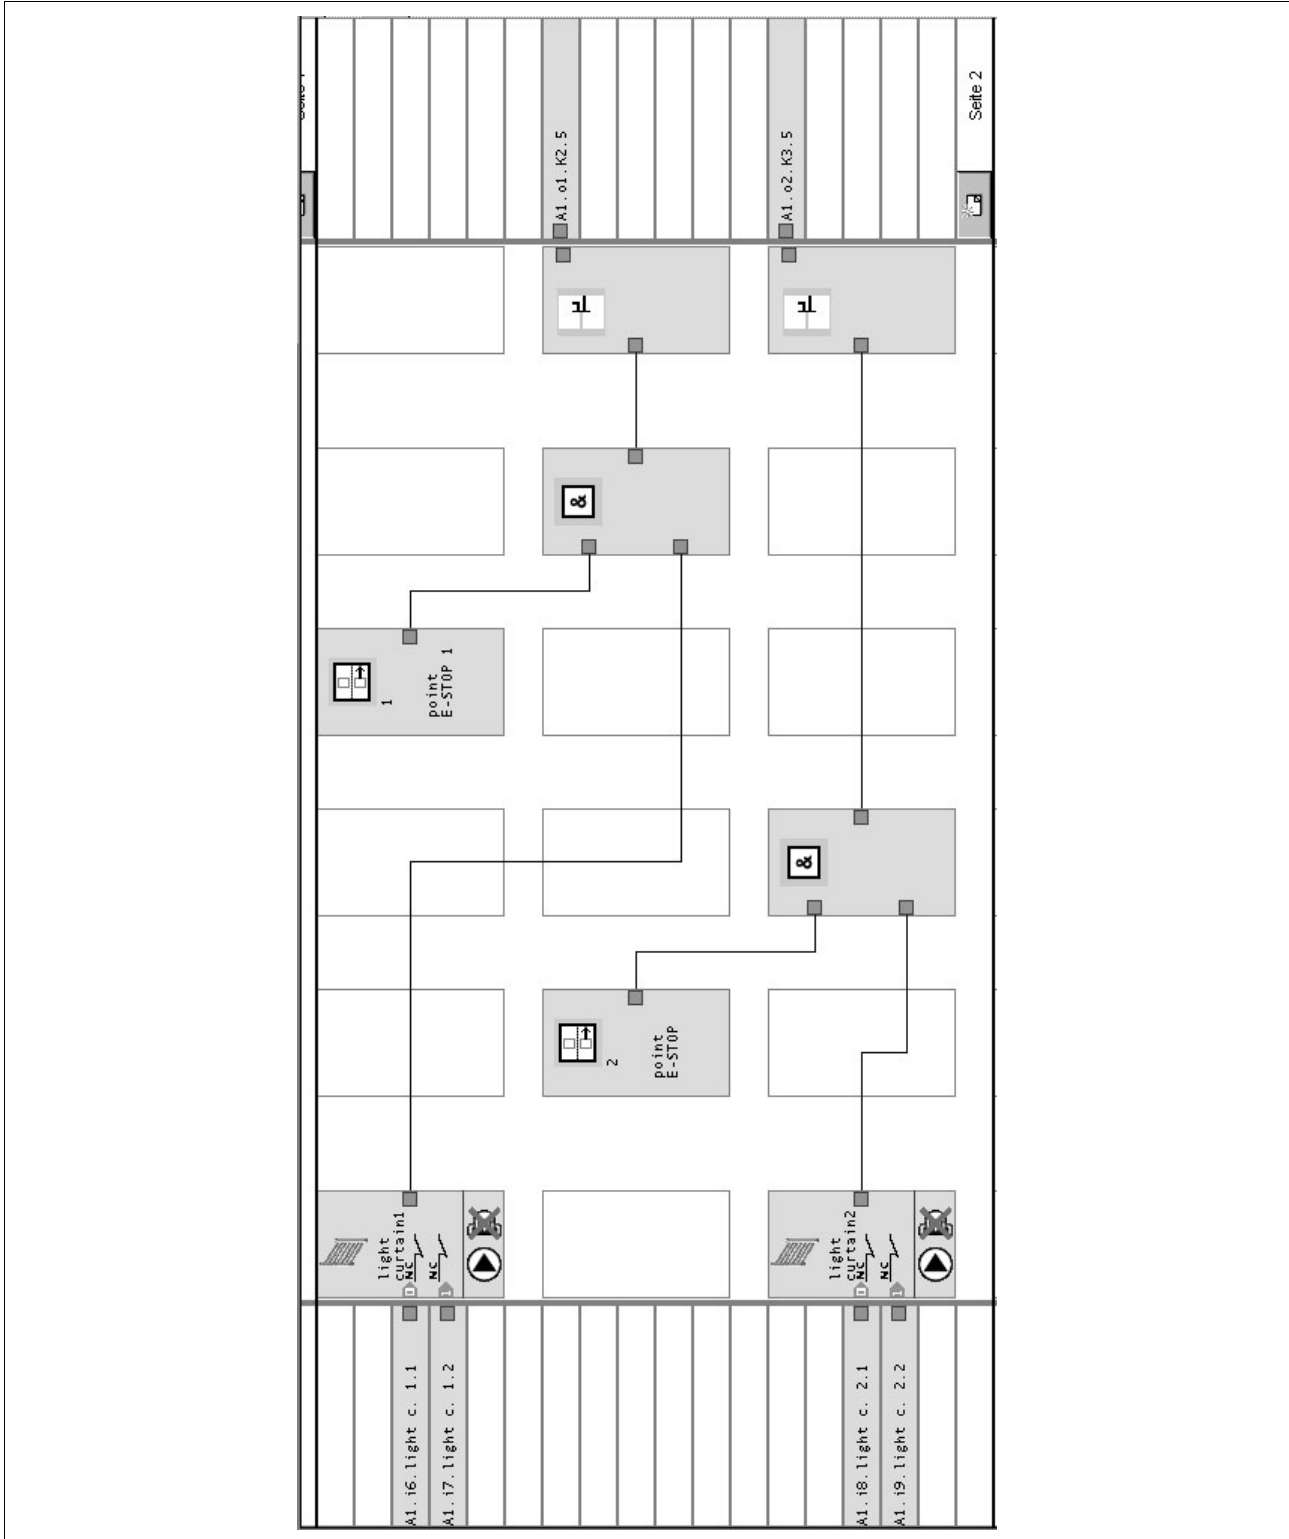 A1.o1.K2.5
A1.o2.K3.5
Seite 2
&
1
point
E-STOP 1
&
2
point
E-STOP
light
curtain1
NC
NC
light
curtain2
NC
NC
A1.i6.light c. 1.1
A1.i7.light c. 1.2
A1.i8.light c. 2.1
A1.i9.light c. 2.2